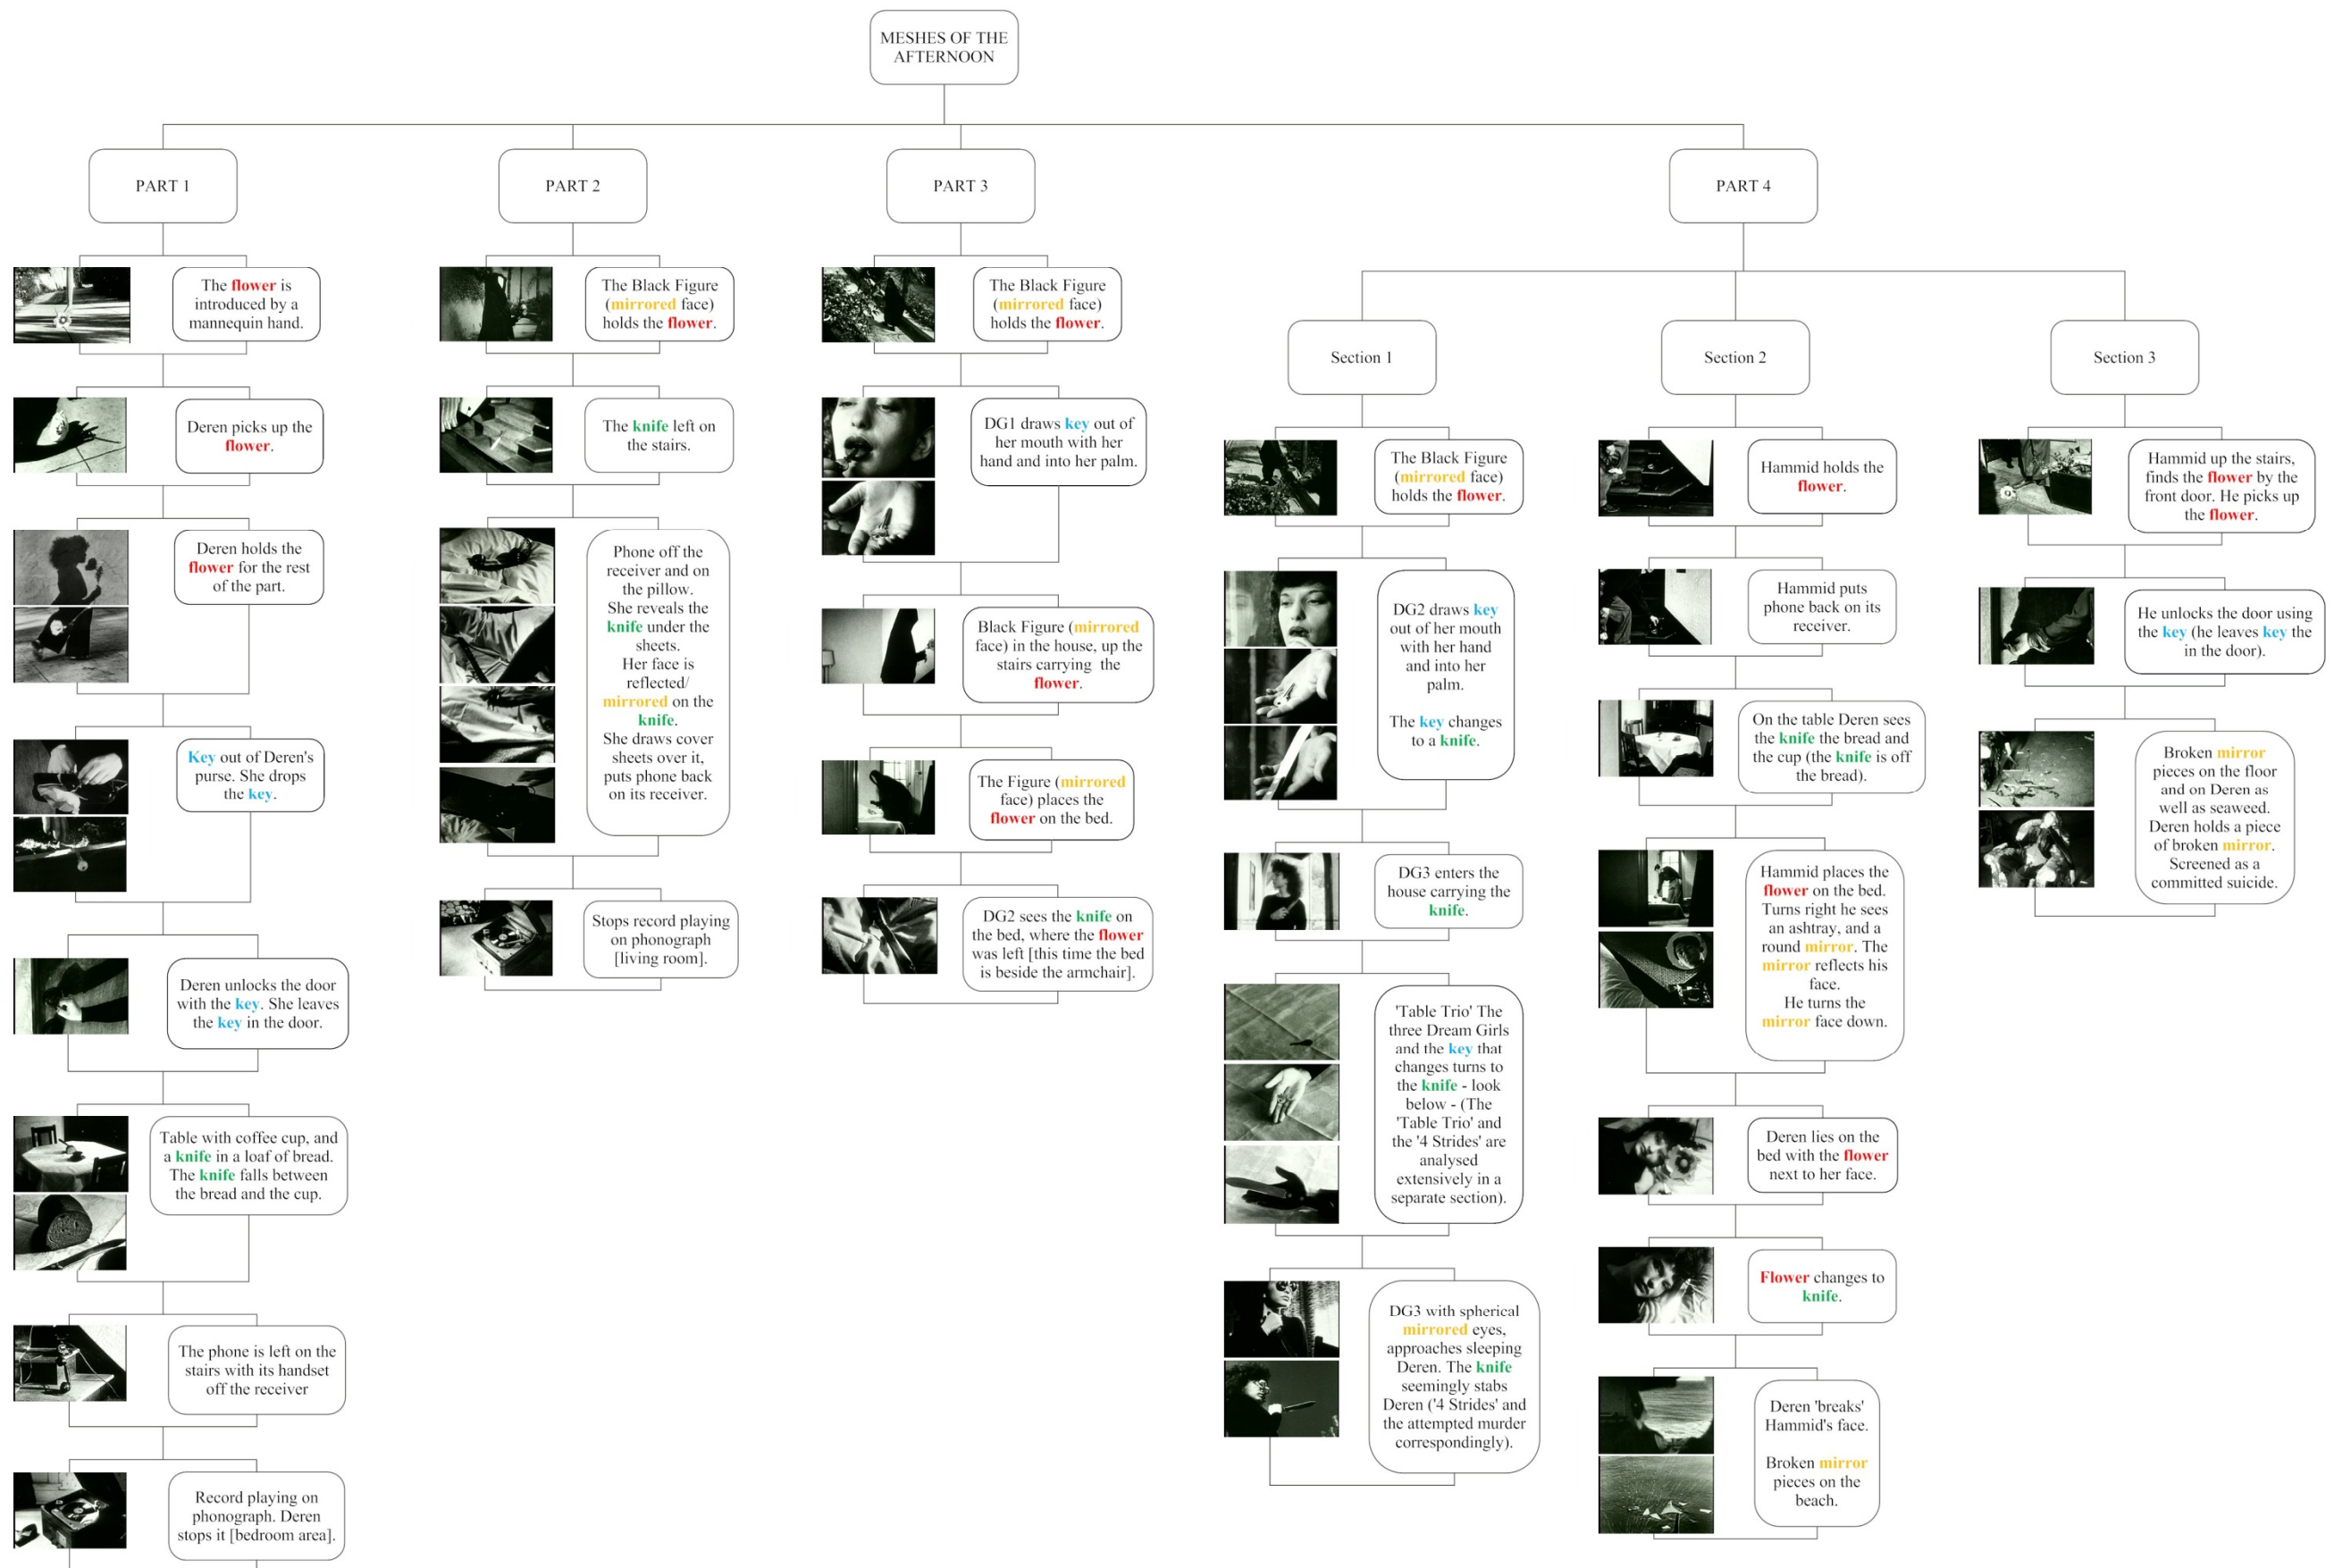 MESHES OF THE
AFTERNOON
PART 1
The flower is
introduced by a
mannequin hand.
Deren picks up the
flower.
Deren holds the
flower for the rest
of the part.
Key out of Deren's
purse. She drops
the key.
Deren unlocks the door
with the key. She leaves
the key in the door.
Table with coffee cup, and
a knife in a loaf of bread.
The knife falls between
the bread and the cup.
The phone is left on the
stairs with its handset
off the receiver
Record playing on
phonograph. Deren
stops it [bedroom area].
PART 2
The Black Figure
(mirrored face)
holds the flower.
The knife left on
the stairs.
Phone off the
receiver and on
the pillow.
She reveals the
knife under the
sheets.
Her face is
reflected/
mirrored on the
knife.
She draws cover
sheets over it,
puts phone back
on its receiver.
Stops record playing
on phonograph
[living room].
PART 3
The Black Figure
(mirrored face)
holds the flower.
DG1 draws key out of
her mouth with her
hand and into her palm.
Black Figure (mirrored
face) in the house, up the
stairs carrying the
flower.
The Figure (mirrored
face) places the
flower on the bed.
DG2 sees the knife on
the bed, where the flower
was left [this time the bed
is beside the armchair].
PART 4
Section 1
The Black Figure
(mirrored face)
holds the flower.
DG2 draws key
out of her mouth
with her hand
and into her
palm.
The key changes
to a knife.
DG3 enters the
house carrying the
knife.
'Table Trio' The
three Dream Girls
and the key that
changes turns to
the knife - look
below - (The
'Table Trio' and
the '4 Strides' are
analysed
extensively in a
separate section).
DG3 with spherical
mirrored eyes,
approaches sleeping
Deren. The knife
seemingly stabs
Deren ('4 Strides' and
the attempted murder
correspondingly).
Section 2
Hammid holds the
flower.
Hammid puts
phone back on its
receiver.
On the table Deren sees
the knife the bread and
the cup (the knife is off
the bread).
Hammid places the
flower on the bed.
Turns right he sees
an ashtray, and a
round mirror. The
mirror reflects his
face.
He turns the
mirror face down.
Deren lies on the
bed with the flower
next to her face.
Flower changes to
knife.
Deren 'breaks'
Hammid's face.
Broken mirror
pieces on the
beach.
Section 3
Hammid up the stairs,
finds the flower by the
front door. He picks up
the flower.
He unlocks the door using
the key (he leaves key the
in the door).
Broken mirror
pieces on the floor
and on Deren as
well as seaweed.
Deren holds a piece
of broken mirror.
Screened as a
committed suicide.